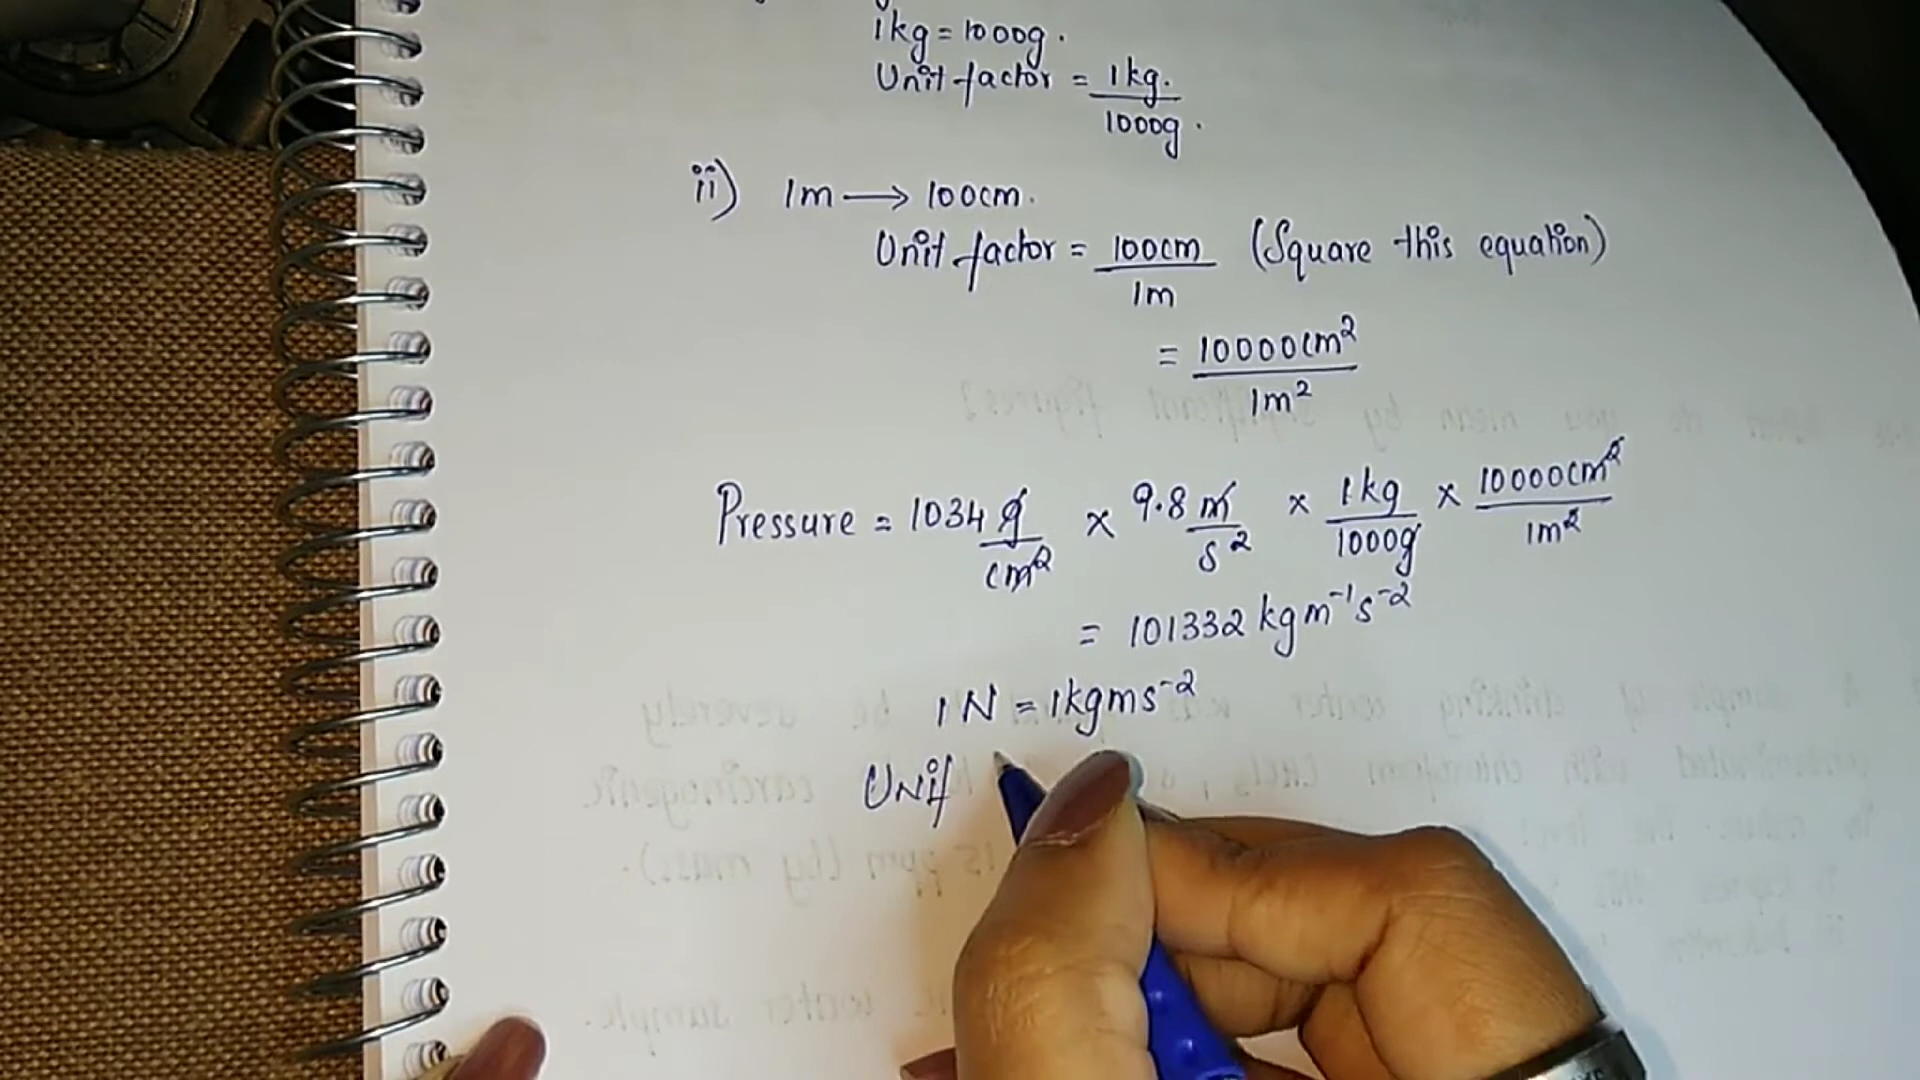 1kg = 1000g.
Unit factor = 1kg. / 1000g.
ii) 1m → 100cm.
Unit factor = 100cm / 1m (Square this equation)
= 10000cm² / 1m²
Pressure = 1034 g / cm² × 9.8 m / s² × 1kg / 1000g × 10000cm² / 1m²
= 101332 kgm⁻¹s⁻²
1N = 1kgms⁻²
Unit